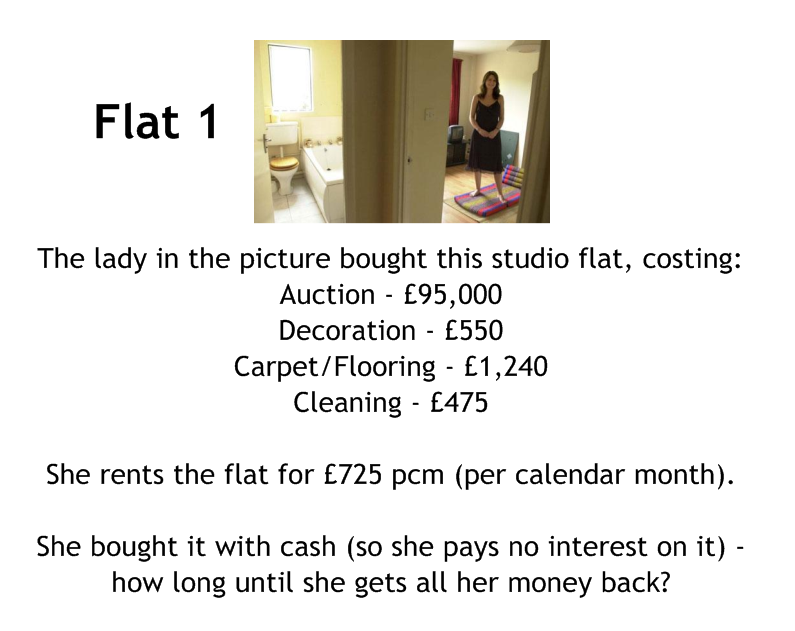 Flat 1
The lady in the picture bought this studio flat, costing:
Auction - £95,000
Decoration - £550
Carpet/Flooring - £1,240
Cleaning - £475
She rents the flat for £725 pcm (per calendar month).
She bought it with cash (so she pays no interest on it) -
how long until she gets all her money back?